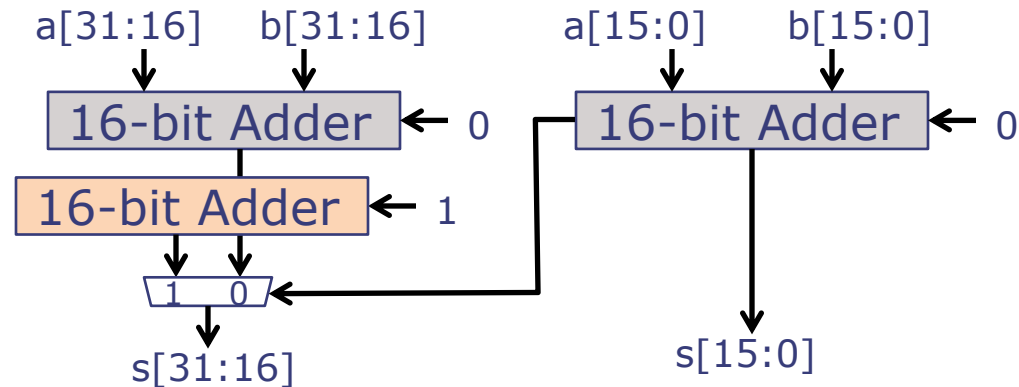 a[31:16] b[31:16] a[15:0] b[15:0]
16-bit Adder 0 16-bit Adder 0
16-bit Adder 1
1 0
s[31:16] s[15:0]